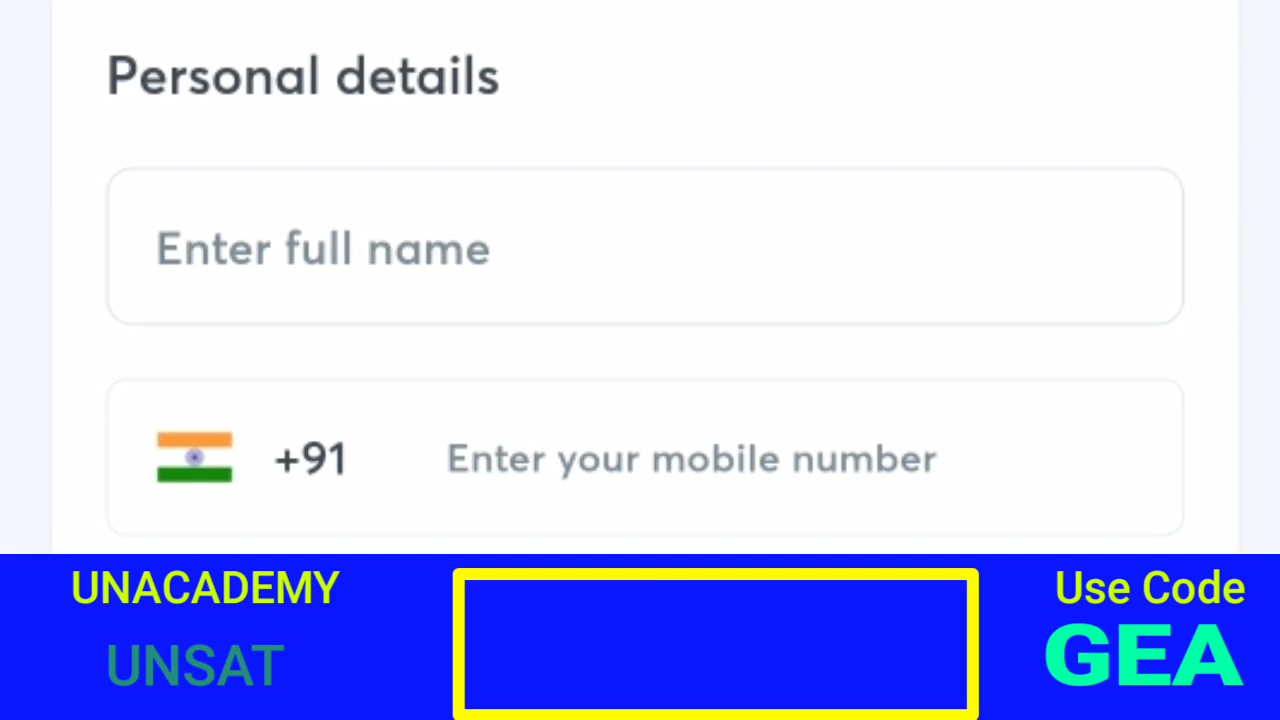 Personal details
Enter full name
+91 Enter your mobile number
UNACADEMY
UNSAT
Use Code
GEA